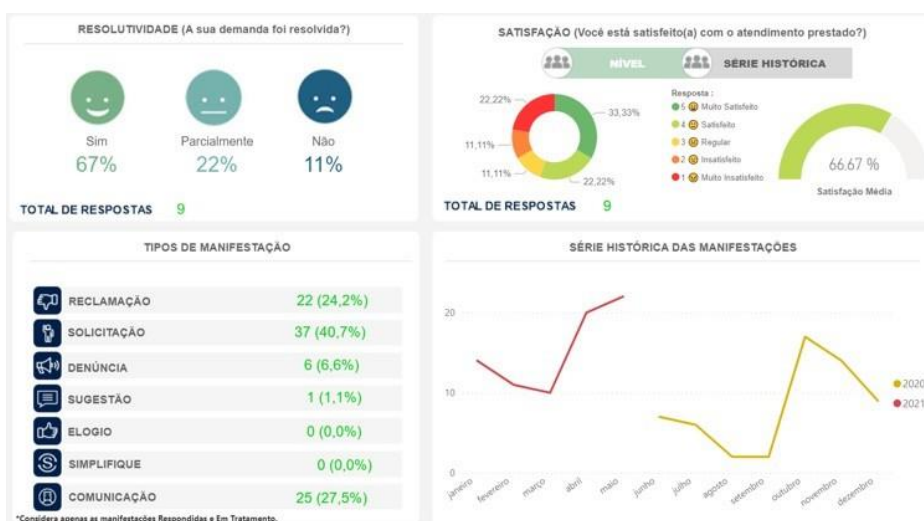 RESOLUTIVIDADE (A sua demanda foi resolvida?)
Sim
Parcialmente
Não
67%
22%
11%
TOTAL DE RESPOSTAS 9
SATISFAÇÃO (Você está satisfeito(a) com o atendimento prestado?)
NÍVEL
SÉRIE HISTÓRICA
22,22%
33,33%
11,11%
11,11%
22,22%
Resposta :
5 Muito Satisfeito
4 Satisfeito
3 Regular
2 Insatisfeito
1 Muito Insatisfeito
66.67 %
Satisfação Média
TOTAL DE RESPOSTAS 9
TIPOS DE MANIFESTAÇÃO
RECLAMAÇÃO 22 (24,2%)
SOLICITAÇÃO 37 (40,7%)
DENÚNCIA 6 (6,6%)
SUGESTÃO 1 (1,1%)
ELOGIO 0 (0,0%)
SIMPLIFIQUE 0 (0,0%)
COMUNICAÇÃO 25 (27,5%)
*Considera apenas as manifestações Respondidas e Em Tratamento.
SÉRIE HISTÓRICA DAS MANIFESTAÇÕES
20
10
0
janeiro
fevereiro
março
abril
maio
junho
julho
agosto
setembro
outubro
novembro
dezembro
2020
2021